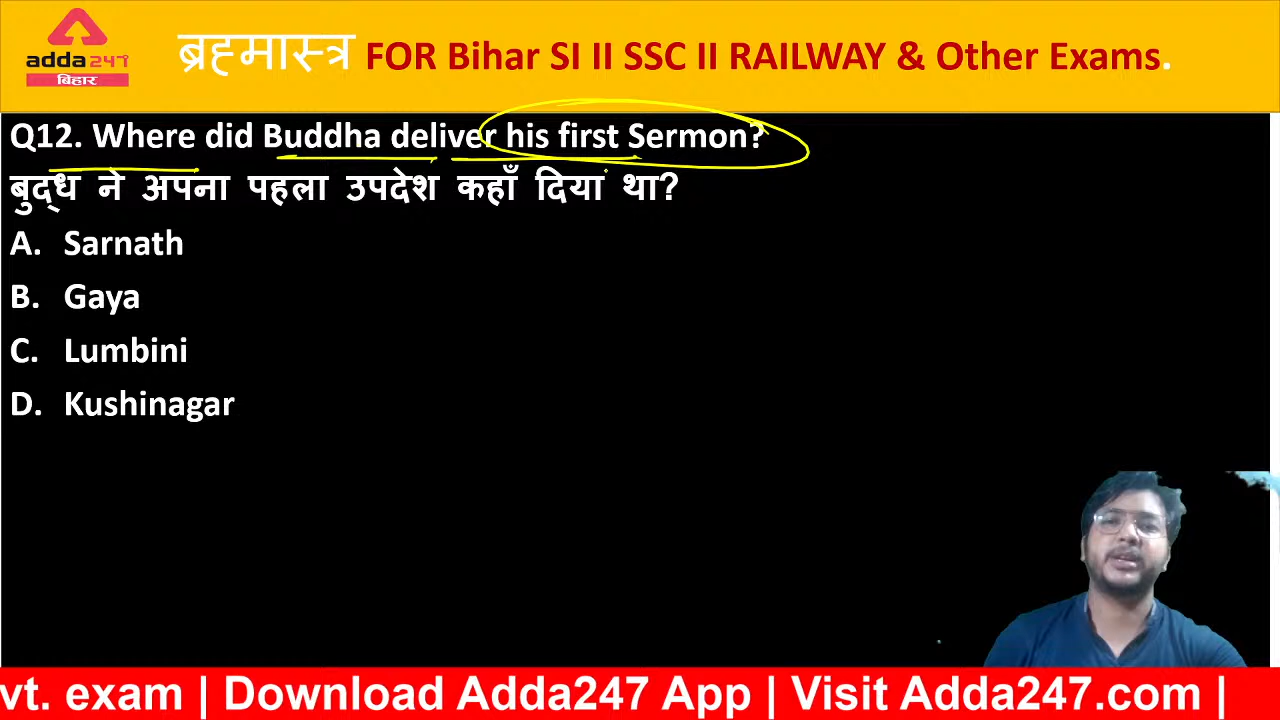 adda247
बिहार
ब्रह्मास्त्र FOR Bihar SI II SSC II RAILWAY & Other Exams.
Q12. Where did Buddha deliver his first Sermon?
बुद्ध ने अपना पहला उपदेश कहाँ दिया था?
A. Sarnath
B. Gaya
C. Lumbini
D. Kushinagar
vt. exam | Download Adda247 App | Visit Adda247.com |